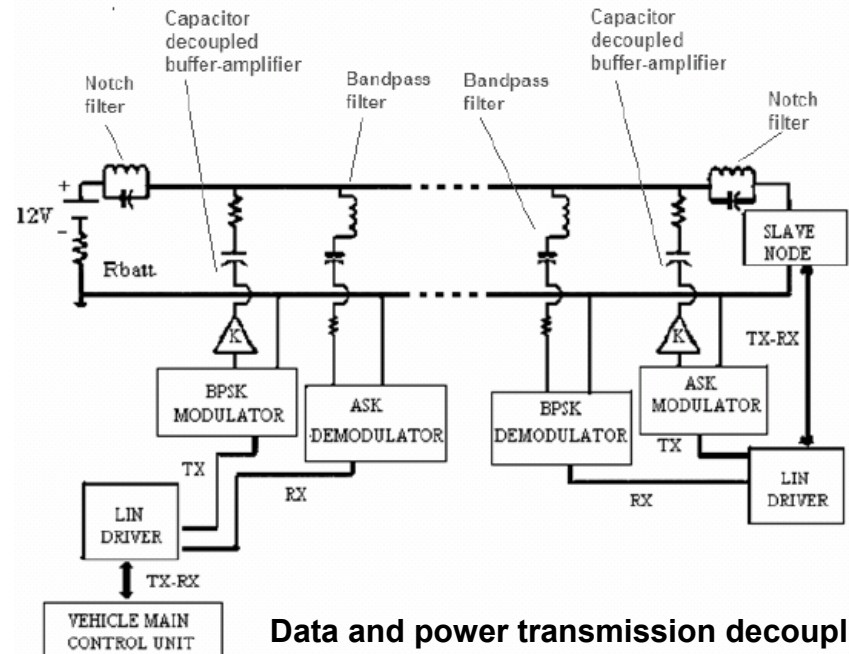 Capacitor
decoupled
buffer-amplifier
Capacitor
decoupled
buffer-amplifier
Notch
filter
Bandpass
filter
Bandpass
filter
Notch
filter
+
12V
-
Rbatt.
SLAVE
NODE
K
K
TX-RX
BPSK
MODULATOR
ASK
DEMODULATOR
BPSK
DEMODULATOR
ASK
MODULATOR
TX
RX
TX
RX
LIN
DRIVER
LIN
DRIVER
TX-RX
VEHICLE MAIN
CONTROL UNIT
Data and power transmission decoupl